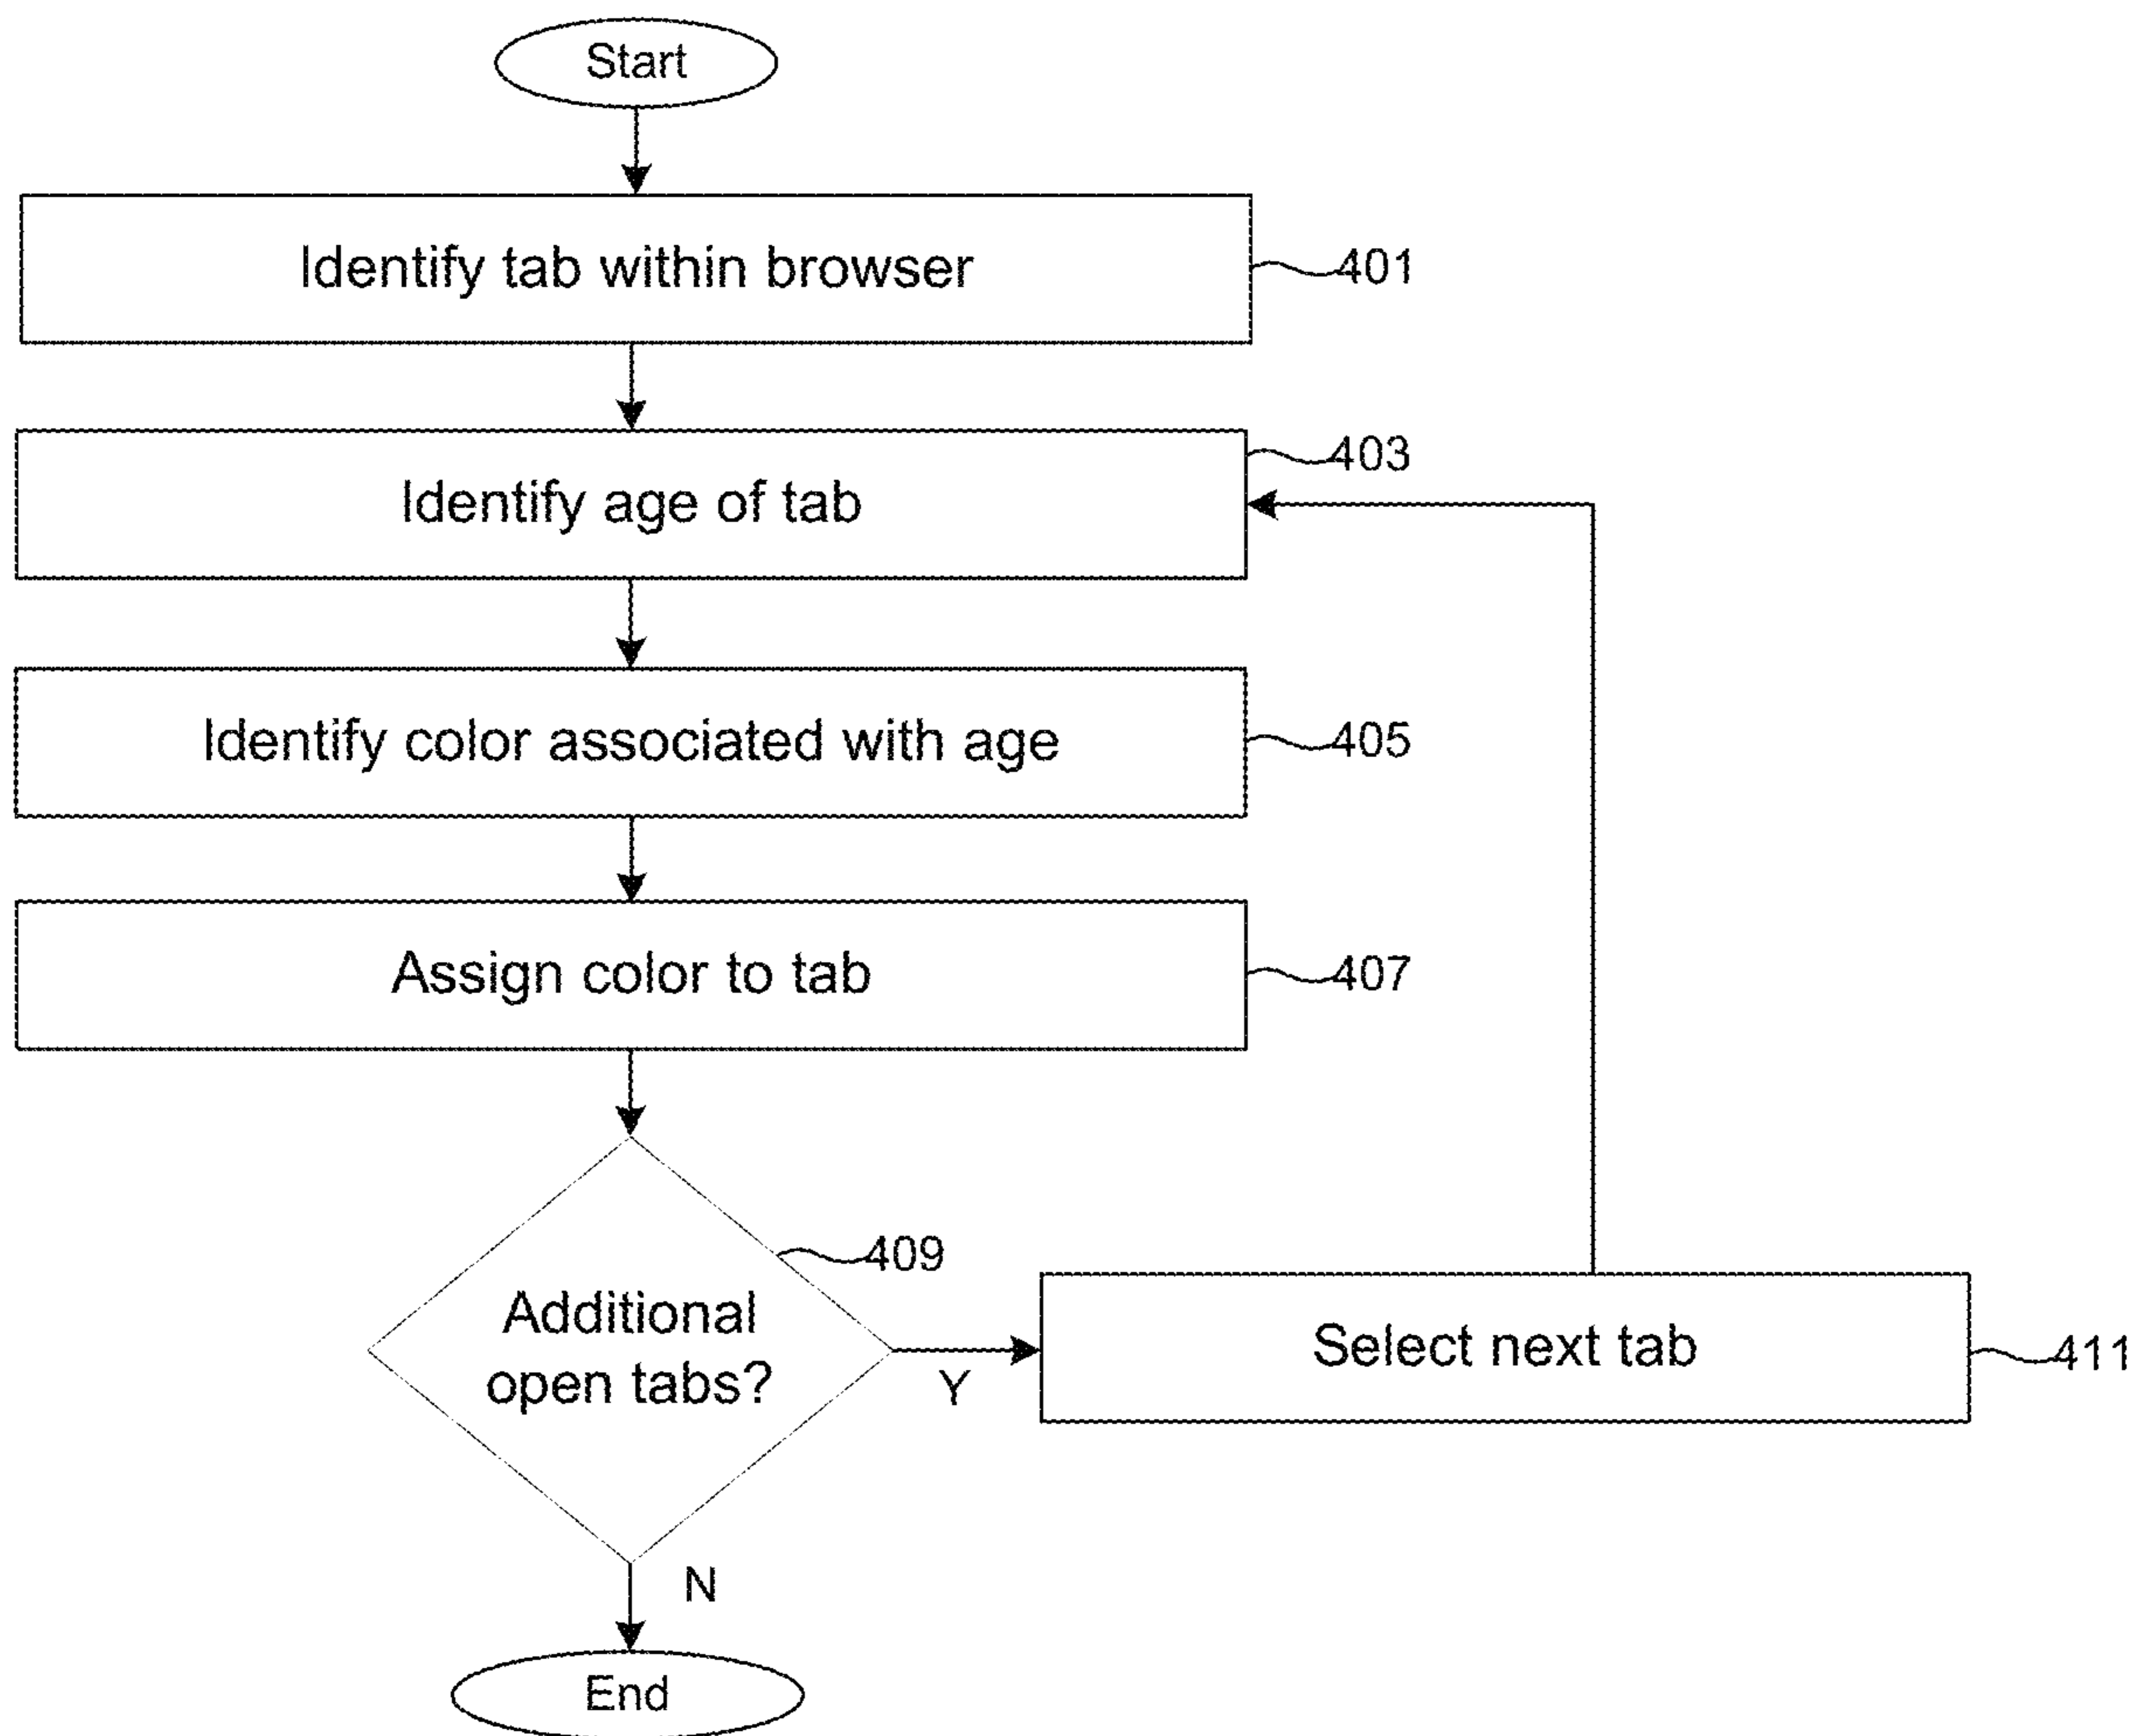 Start
Identify tab within browser
401
Identify age of tab
403
Identify color associated with age
405
Assign color to tab
407
409
Additional
open tabs?
Y
Select next tab
411
N
End